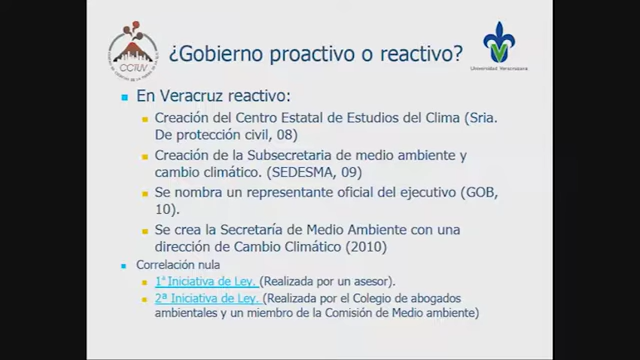 ¿Gobierno proactivo o reactivo?
CCTUV
Universidad Veracruzana
En Veracruz reactivo:
Creación del Centro Estatal de Estudios del Clima (Sria.
De protección civil, 08)
Creación de la Subsecretaria de medio ambiente y
cambio climático. (SEDESMA, 09)
Se nombra un representante oficial del ejecutivo (GOB,
10).
Se crea la Secretaría de Medio Ambiente con una
dirección de Cambio Climático (2010)
Correlación nula
1ª Iniciativa de Ley. (Realizada por un asesor).
2ª Iniciativa de Ley. (Realizada por el Colegio de abogados
ambientales y un miembro de la Comisión de Medio ambiente)